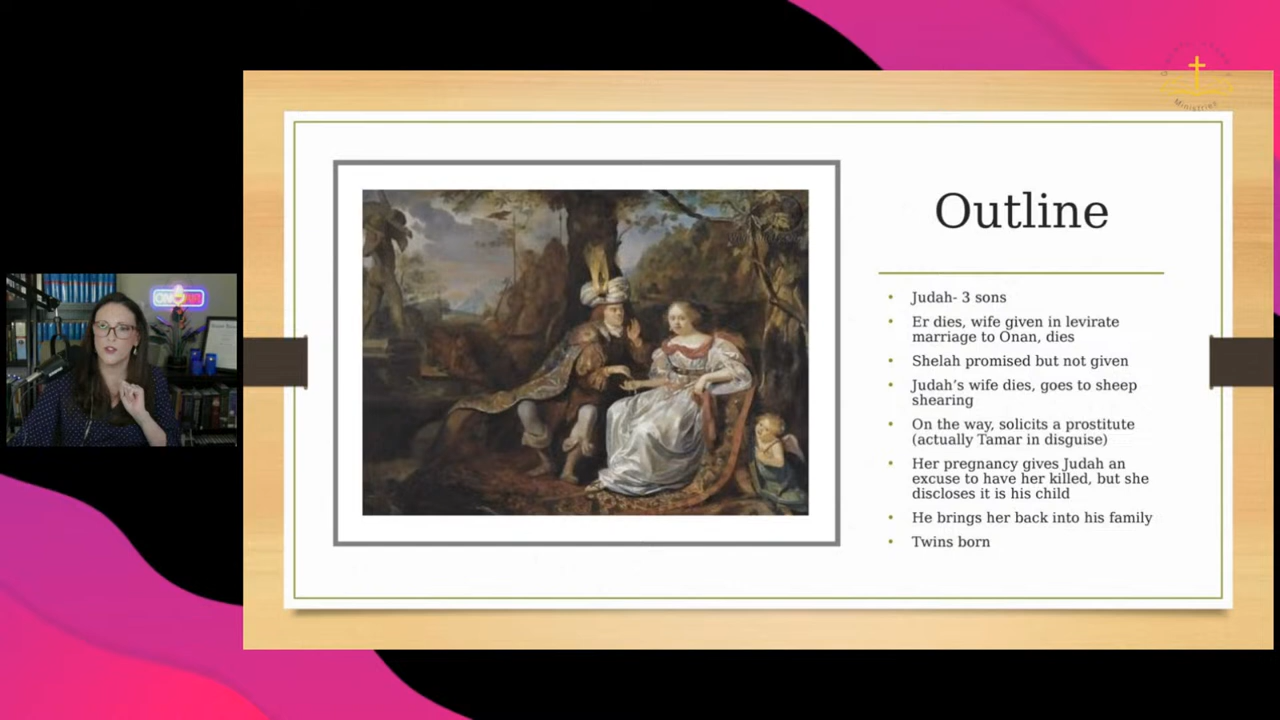 Outline
• Judah- 3 sons
• Er dies, wife given in levirate
marriage to Onan, dies
• Shelah promised but not given
• Judah’s wife dies, goes to sheep
shearing
• On the way, solicits a prostitute
(actually Tamar in disguise)
• Her pregnancy gives Judah an
excuse to have her killed, but she
discloses it is his child
• He brings her back into his family
• Twins born
Ministries